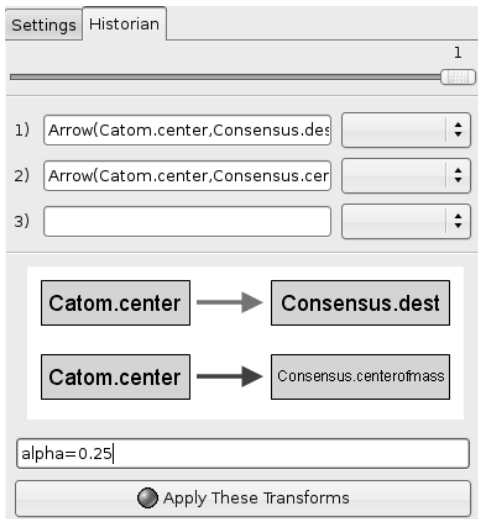 Settings Historian
1
1) Arrow(Catom.center,Consensus.des
2) Arrow(Catom.center,Consensus.cer
3)
Catom.center Consensus.dest
Catom.center Consensus.centerofmass
alpha=0.25
Apply These Transforms